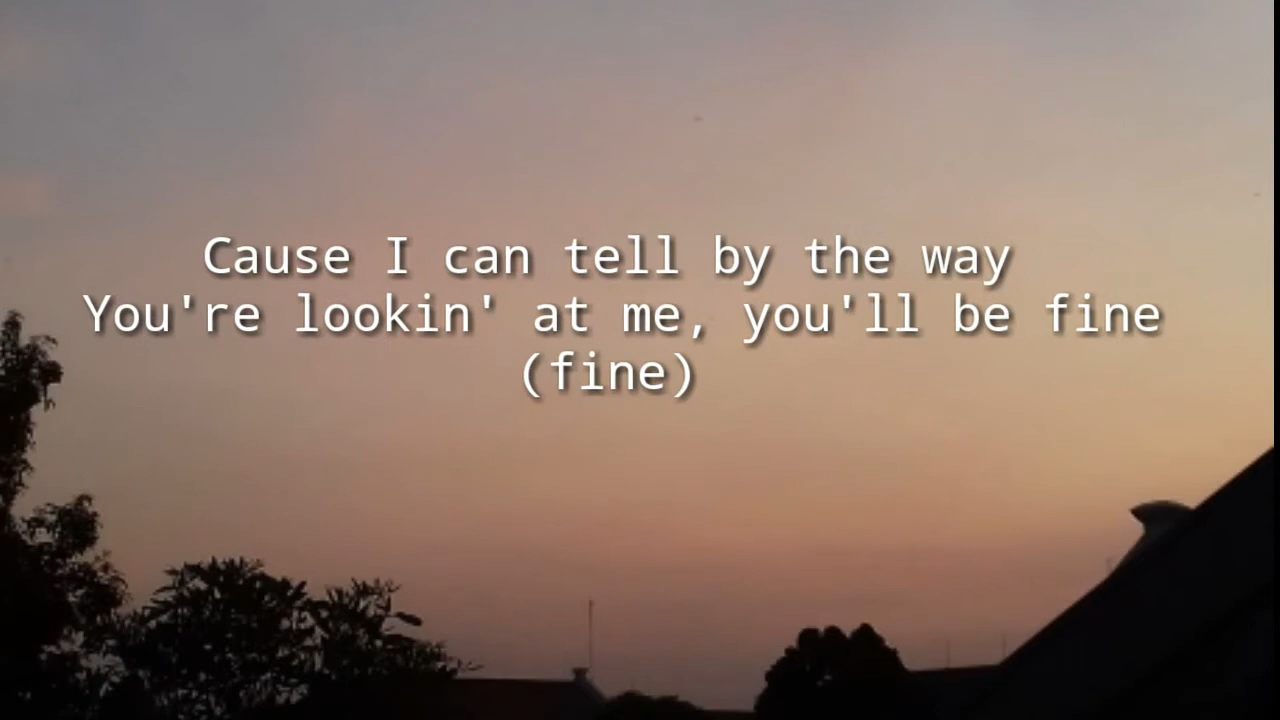 Cause I can tell by the way
You're lookin' at me, you'll be fine
(fine)